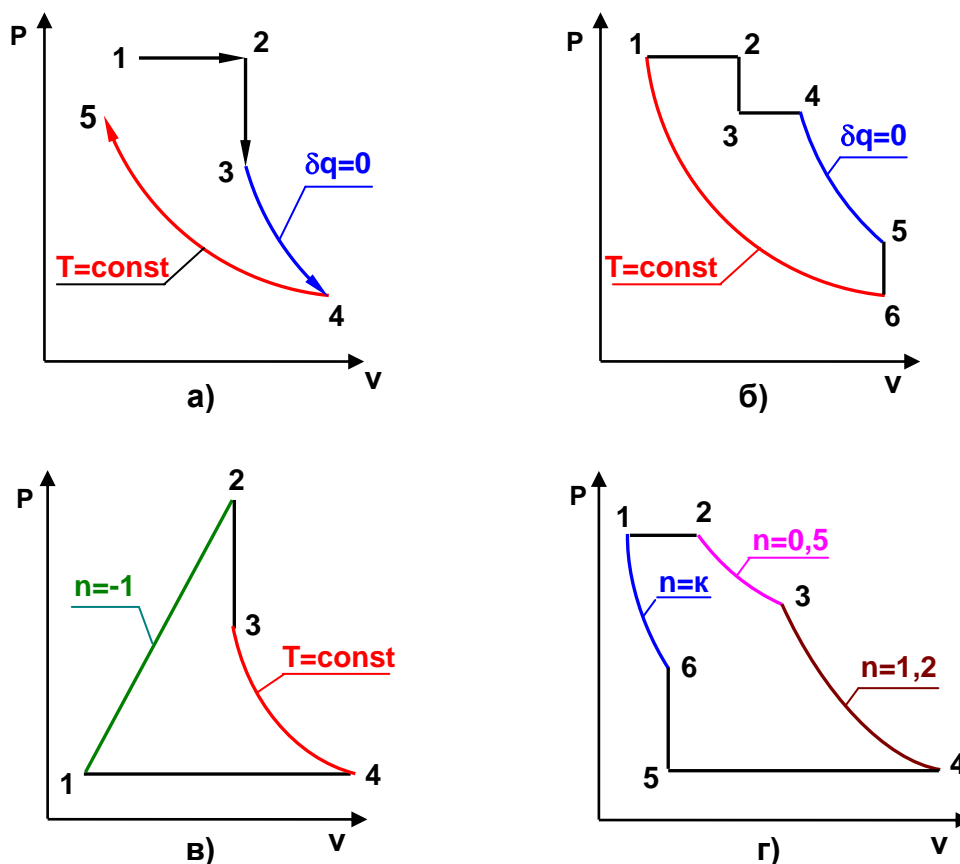 P
1
2
5
3
δq=0
T=const
4
v
а)
P
1
2
4
3
δq=0
5
T=const
6
v
б)
P
2
n=-1
3
T=const
1
4
v
в)
P
1
2
n=0,5
n=к
3
6
n=1,2
5
4
v
г)